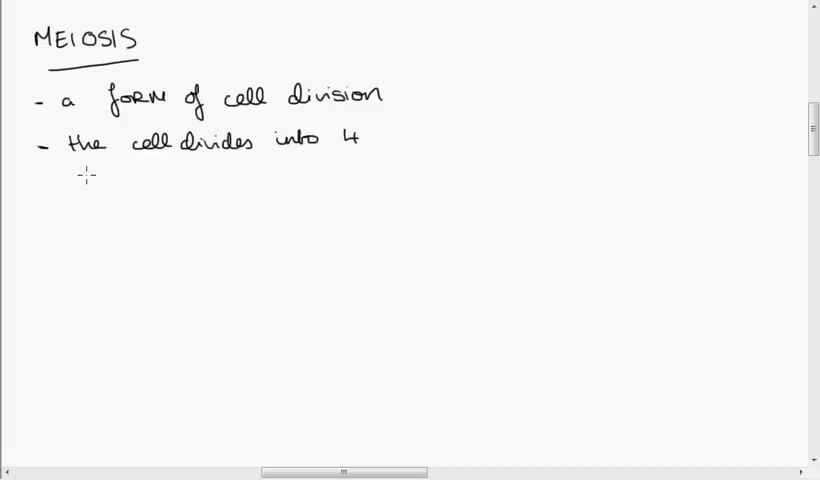 MEIOSIS
- a form of cell division
- the cell divides into 4